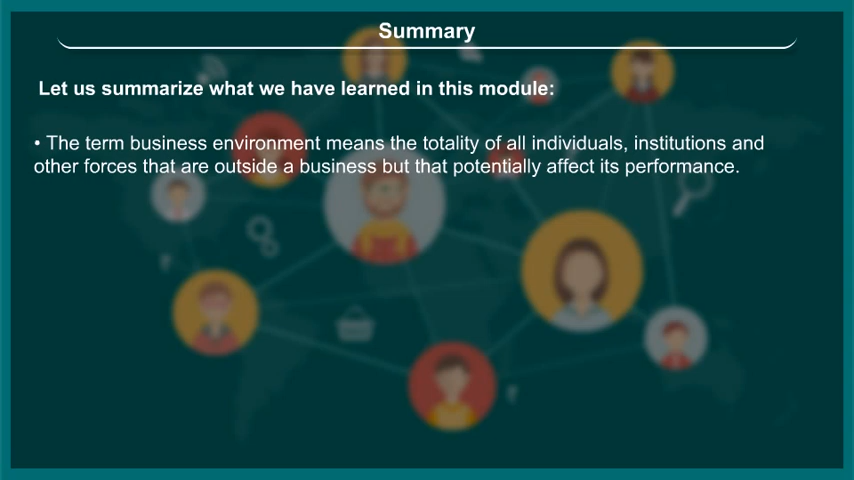 Summary
Let us summarize what we have learned in this module:
• The term business environment means the totality of all individuals, institutions and
other forces that are outside a business but that potentially affect its performance.